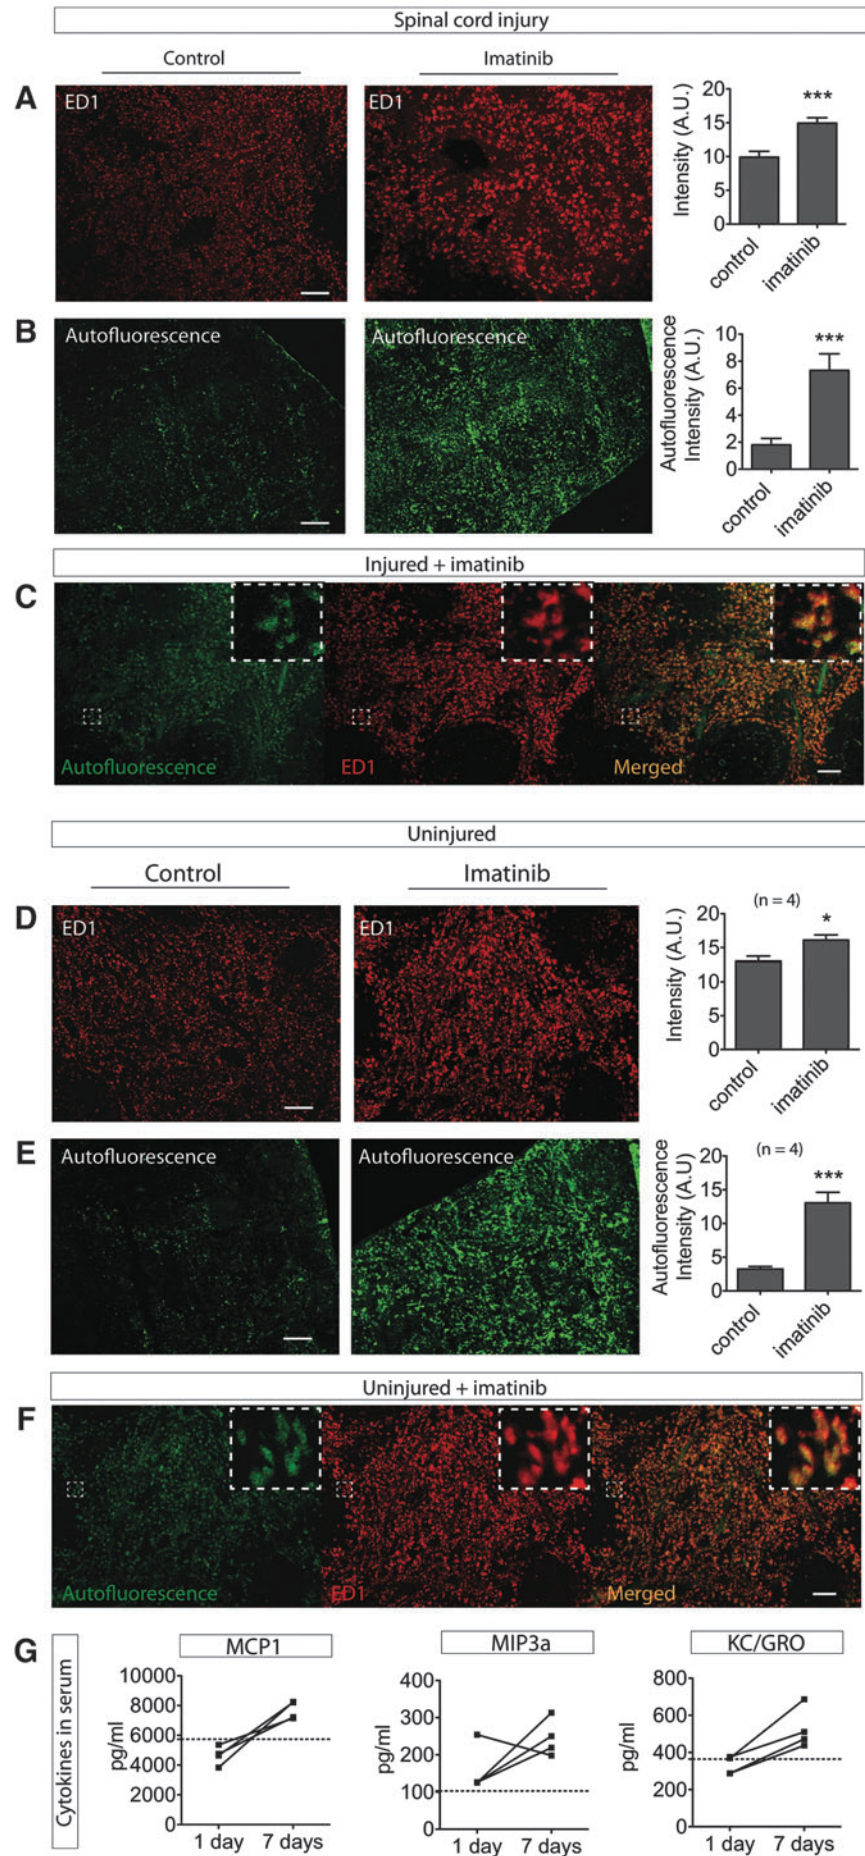 Spinal cord injury
Control
Imatinib
A
ED1
ED1
Intensity (A.U.)
20
15
10
5
0
***
control
imatinib
B
Autofluorescence
Autofluorescence
Autofluorescence
Intensity (A.U.)
10
8
6
4
2
0
***
control
imatinib
Injured + imatinib
C
Autofluorescence
ED1
Merged
Uninjured
Control
Imatinib
D
ED1
(n = 4)
Intensity (A.U.)
20
15
10
5
0
*
control
imatinib
E
Autofluorescence
Autofluorescence
(n = 4)
Autofluorescence
Intensity (A.U)
20
15
10
5
0
***
control
imatinib
Uninjured + imatinib
F
Autofluorescence
ED1
Merged
G
Cytokines in serum
MCP1
pg/ml
10000
8000
6000
4000
2000
0
1 day
7 days
MIP3a
pg/ml
400
300
200
100
0
1 day
7 days
KC/GRO
pg/ml
800
600
400
200
0
1 day
7 days